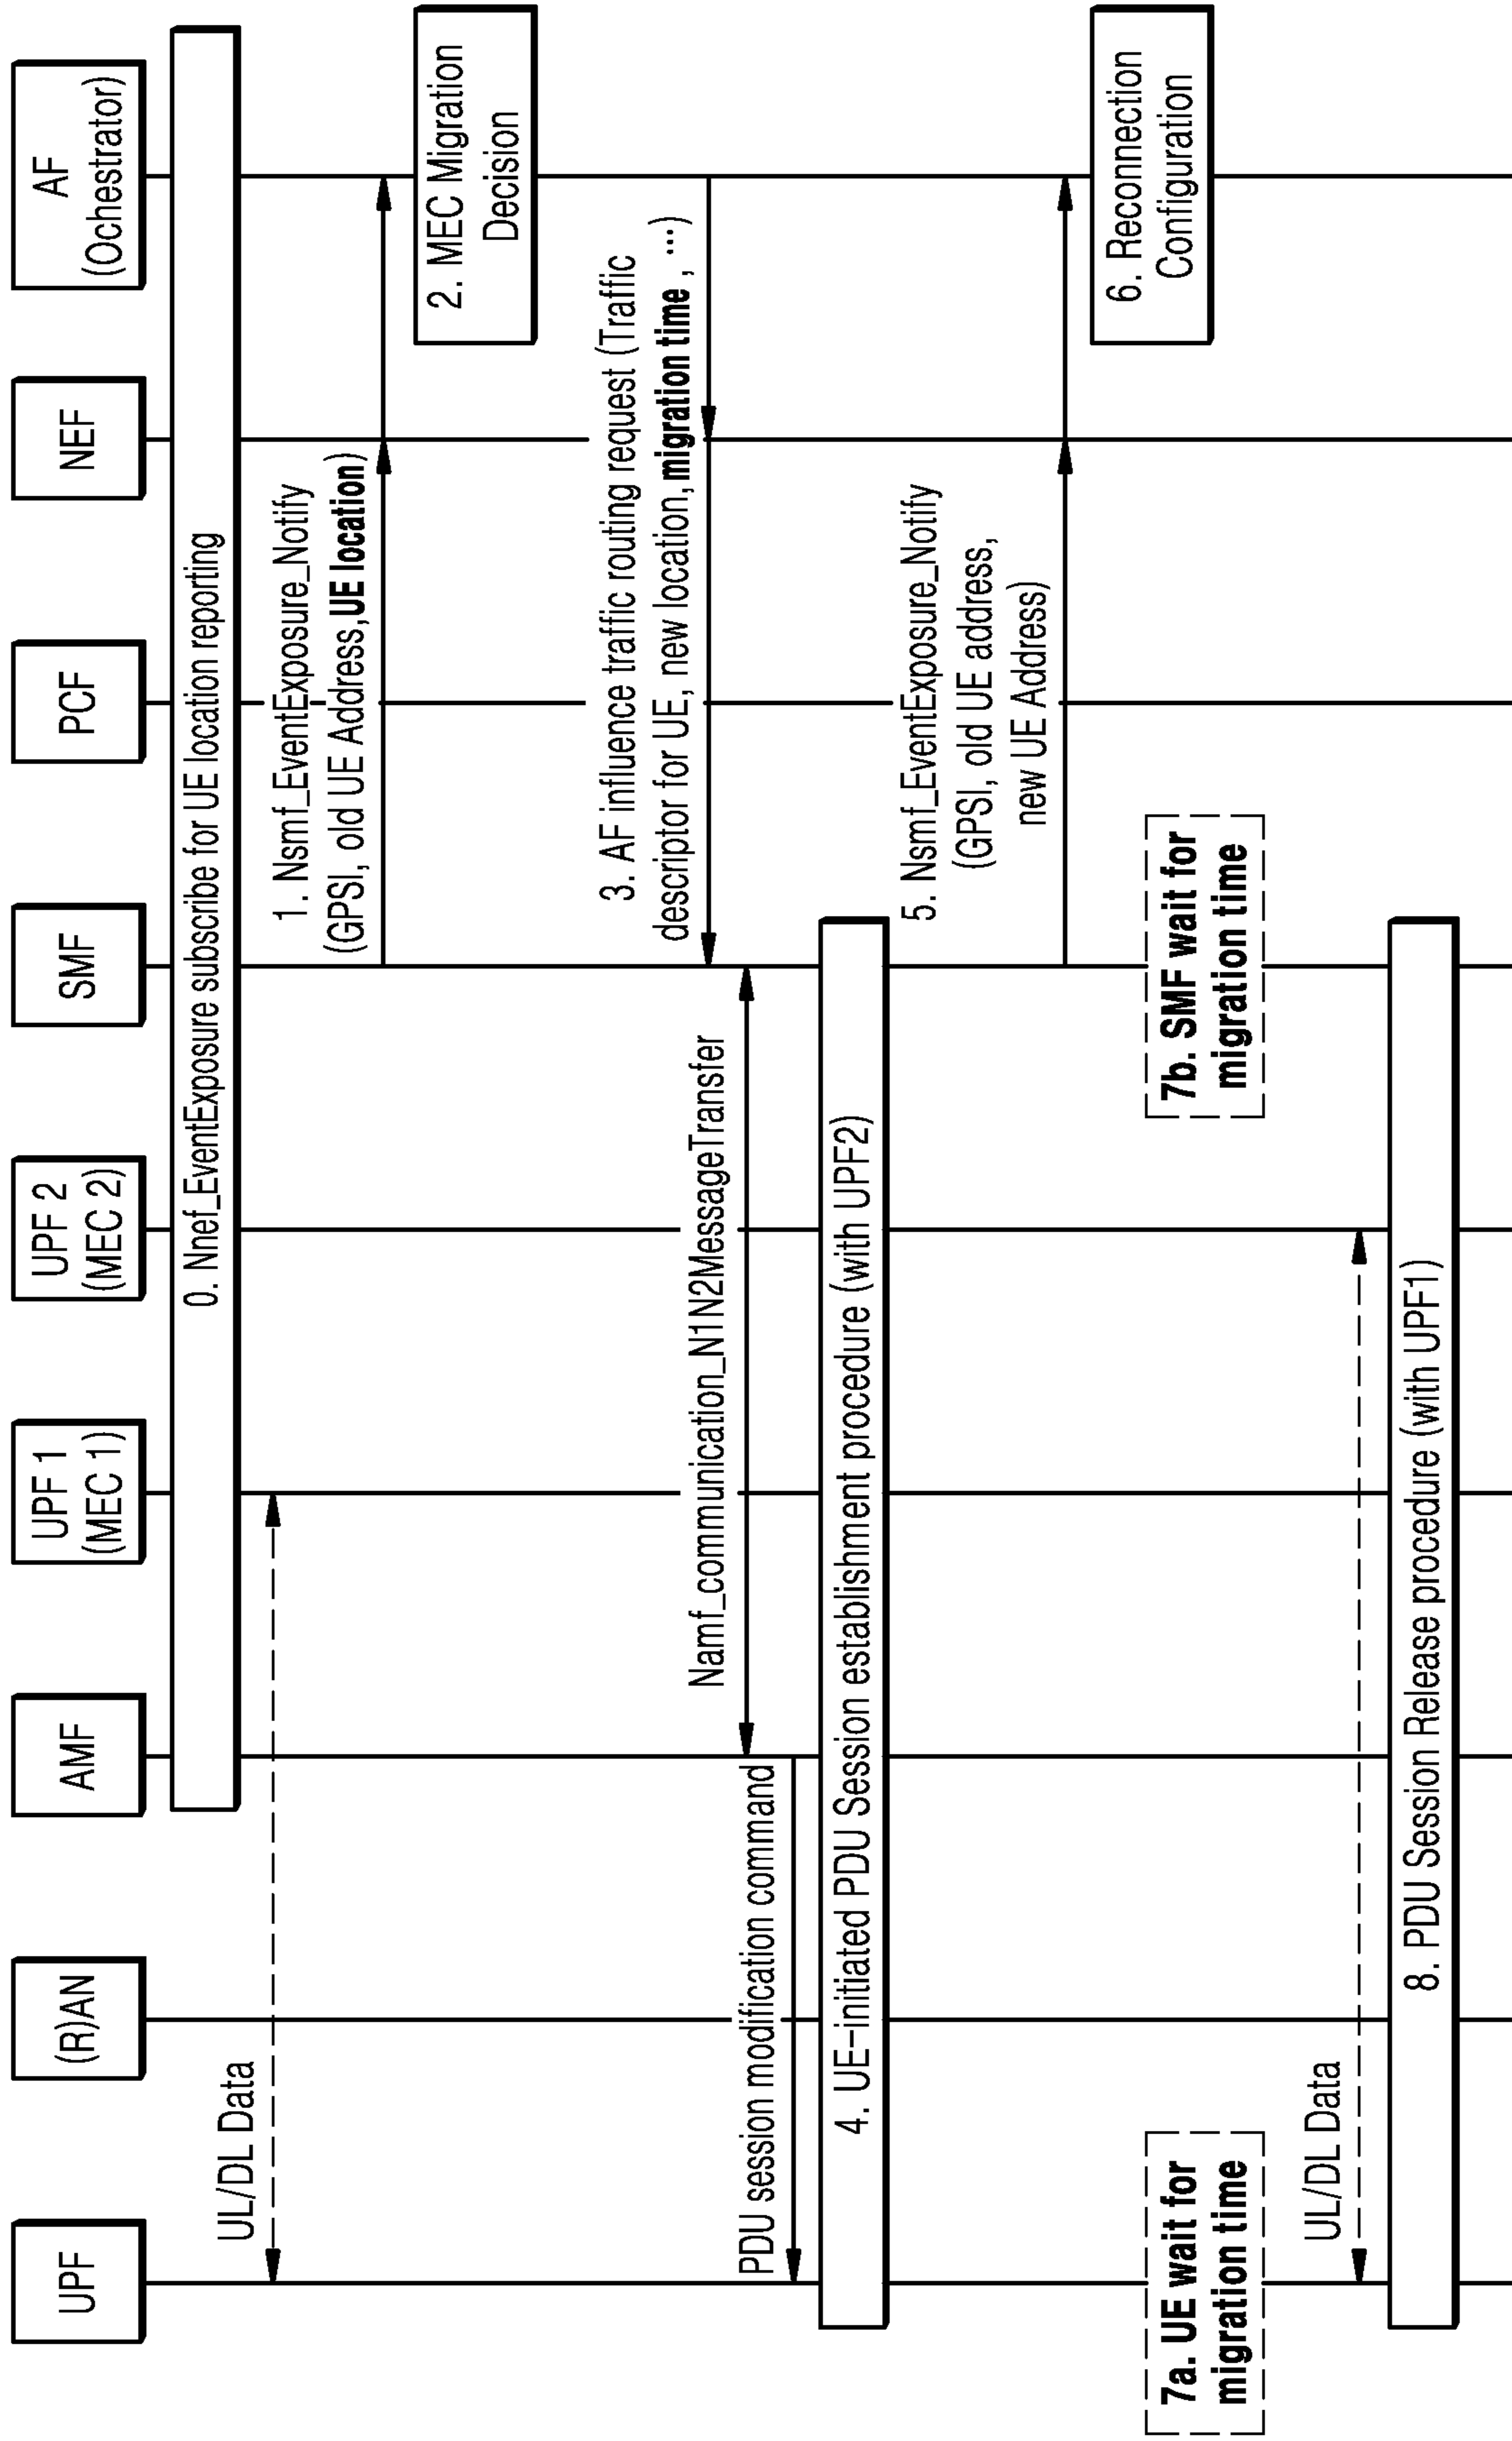 UPF
(R)AN
AMF
UPF 1
(MEC 1)
UPF 2
(MEC 2)
SMF
PCF
NEF
AF
(Ochestrator)
0. Nnef_EventExposure subscribe for UE location reporting
UL/DL Data
1. Nsmf_EventExposure_Notify
(GPSI, old UE Address, UE location)
2. MEC Migration
Decision
3. AF influence traffic routing request (Traffic
descriptor for UE, new location, migration time , ...)
Namf_communication_N1N2MessageTransfer
PDU session modification command
4. UE-initiated PDU Session establishment procedure (with UPF2)
5. Nsmf_EventExposure_Notify
(GPSI, old UE address,
new UE Address)
6. Reconnection
Configuration
7a. UE wait for
migration time
7b. SMF wait for
migration time
UL/DL Data
8. PDU Session Release procedure (with UPF1)